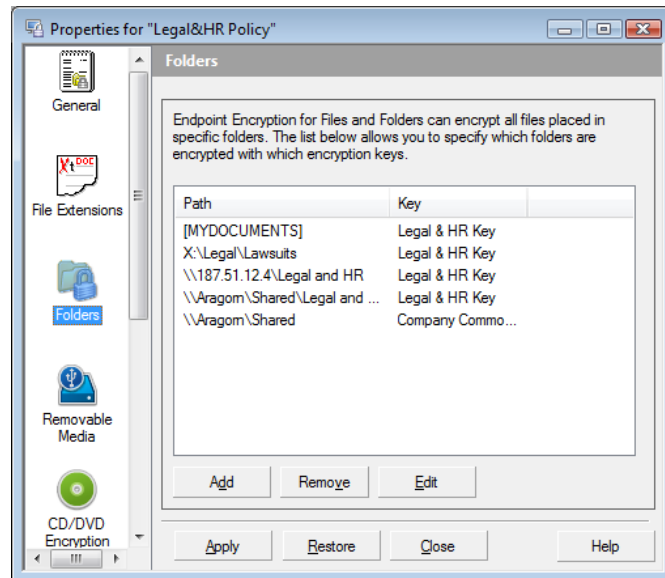 Properties for "Legal&HR Policy"
General
File Extensions
Folders
Removable
Media
CD/DVD
Encryption
Folders
Endpoint Encryption for Files and Folders can encrypt all files placed in
specific folders. The list below allows you to specify which folders are
encrypted with which encryption keys.
Path Key
[MYDOCUMENTS] Legal & HR Key
X:\Legal\Lawsuits Legal & HR Key
\\187.51.12.4\Legal and HR Legal & HR Key
\\Aragorn\Shared\Legal and ... Legal & HR Key
\\Aragorn\Shared Company Commo...
Add Remove Edit
Apply Restore Close Help